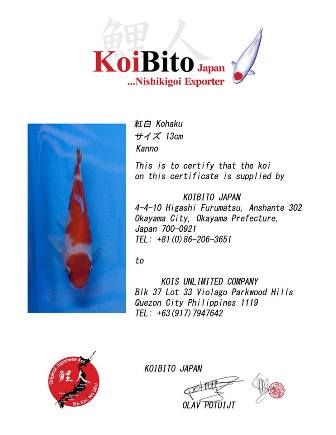 鯉人
KoiBito Japan
...Nishikigoi Exporter
紅白 Kohaku
サイズ 13cm
Kanno
This is to certify that the koi
on this certificate is supplied by
KOIBITO JAPAN
4-4-10 Higashi Furumatsu, Anshante 302
Okayama City, Okayama Prefecture,
Japan 700-0921
TEL: +81(0)86-206-3651
to
KOIS UNLIMITED COMPANY
Blk 37 Lot 33 Violago Parkwood Hills
Quezon City Philippines 1119
TEL: +63(917)7947642
KOIBITO JAPAN
OLAV POTUIJT
鯉人